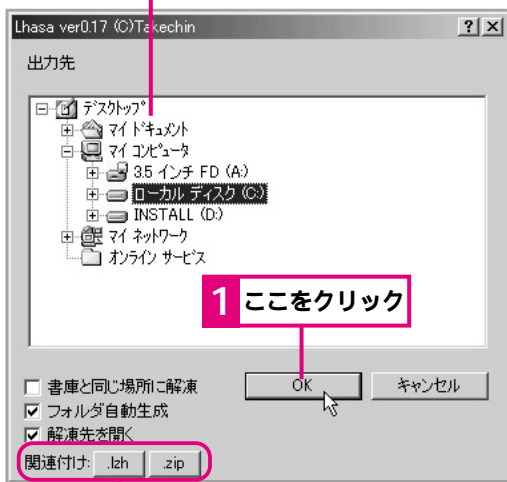 Lhasa ver0.17 (C)Takechin
出力先
デスクトップ
マイ ドキュメント
マイ コンピュータ
3.5 インチ FD (A:)
ローカル ディスク (C:)
INSTALL (D:)
マイ ネットワーク
オンライン サービス
1 ここをクリック
書庫と同じ場所に解凍
OK
キャンセル
フォルダ自動生成
解凍先を開く
関連付け: .lzh .zip